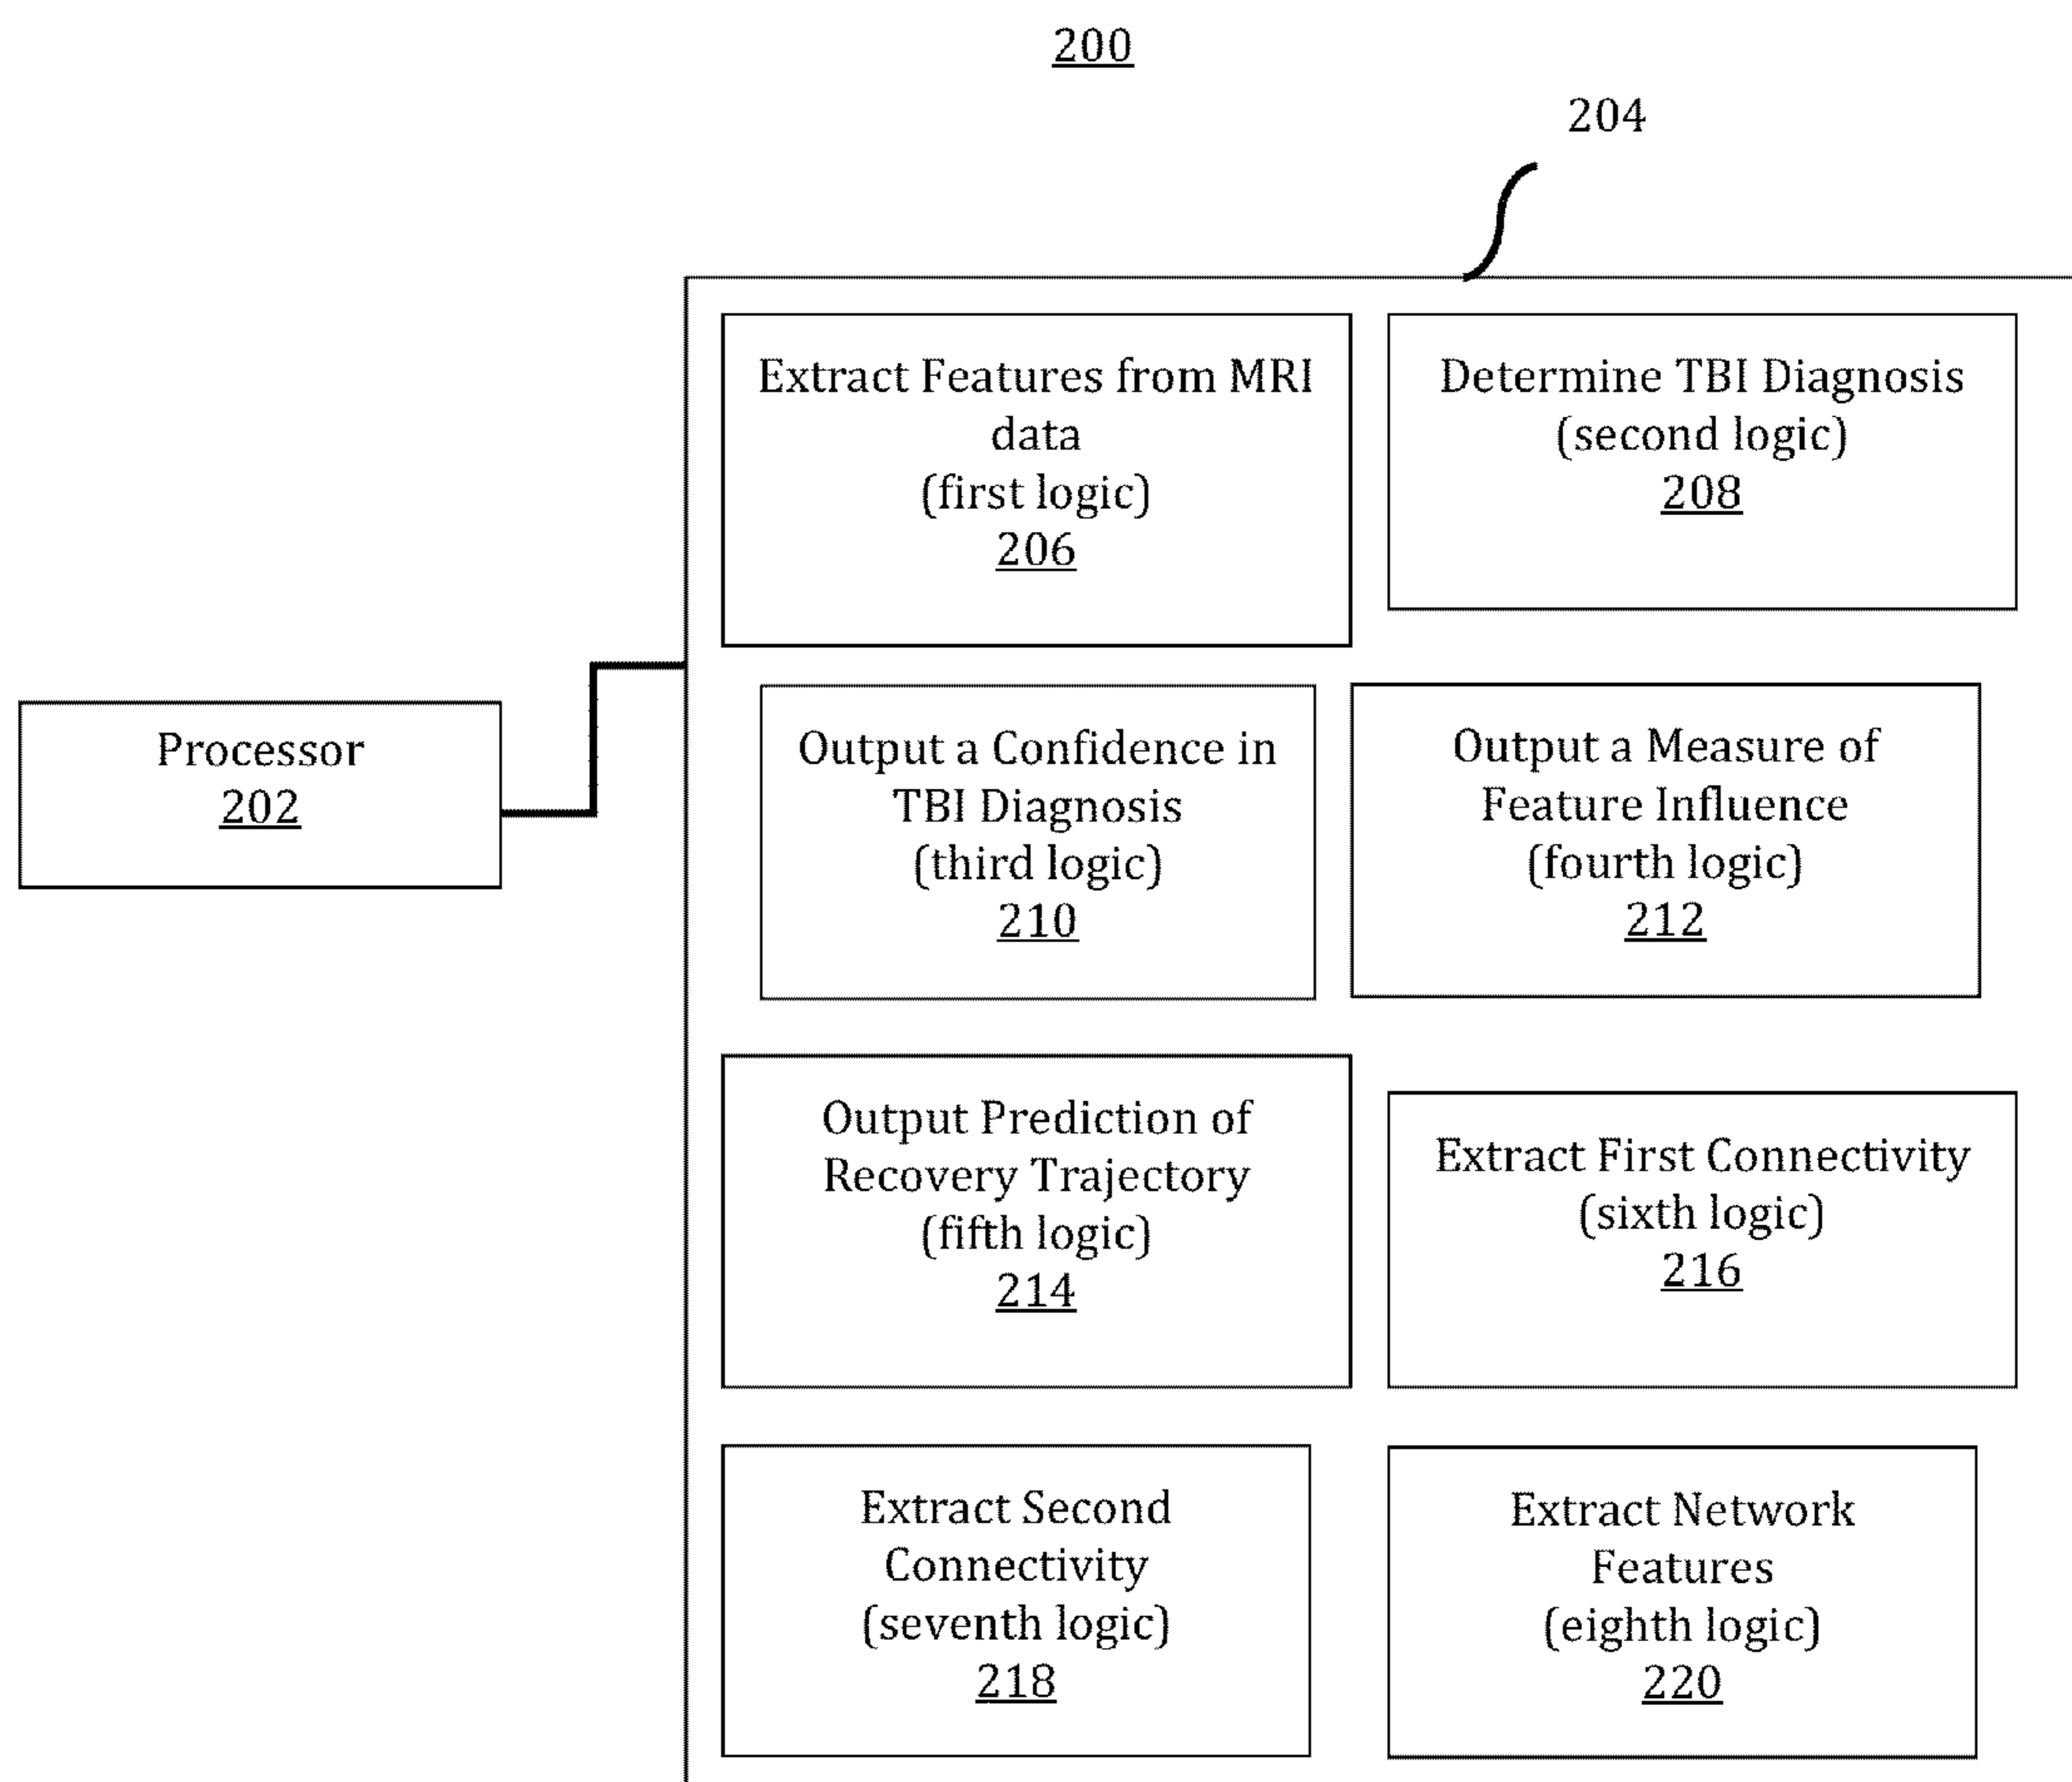 200
204
Extract Features from MRI
data
(first logic)
206
Determine TBI Diagnosis
(second logic)
208
Processor
202
Output a Confidence in
TBI Diagnosis
(third logic)
210
Output a Measure of
Feature Influence
(fourth logic)
212
Output Prediction of
Recovery Trajectory
(fifth logic)
214
Extract First Connectivity
(sixth logic)
216
Extract Second
Connectivity
(seventh logic)
218
Extract Network
Features
(eighth logic)
220